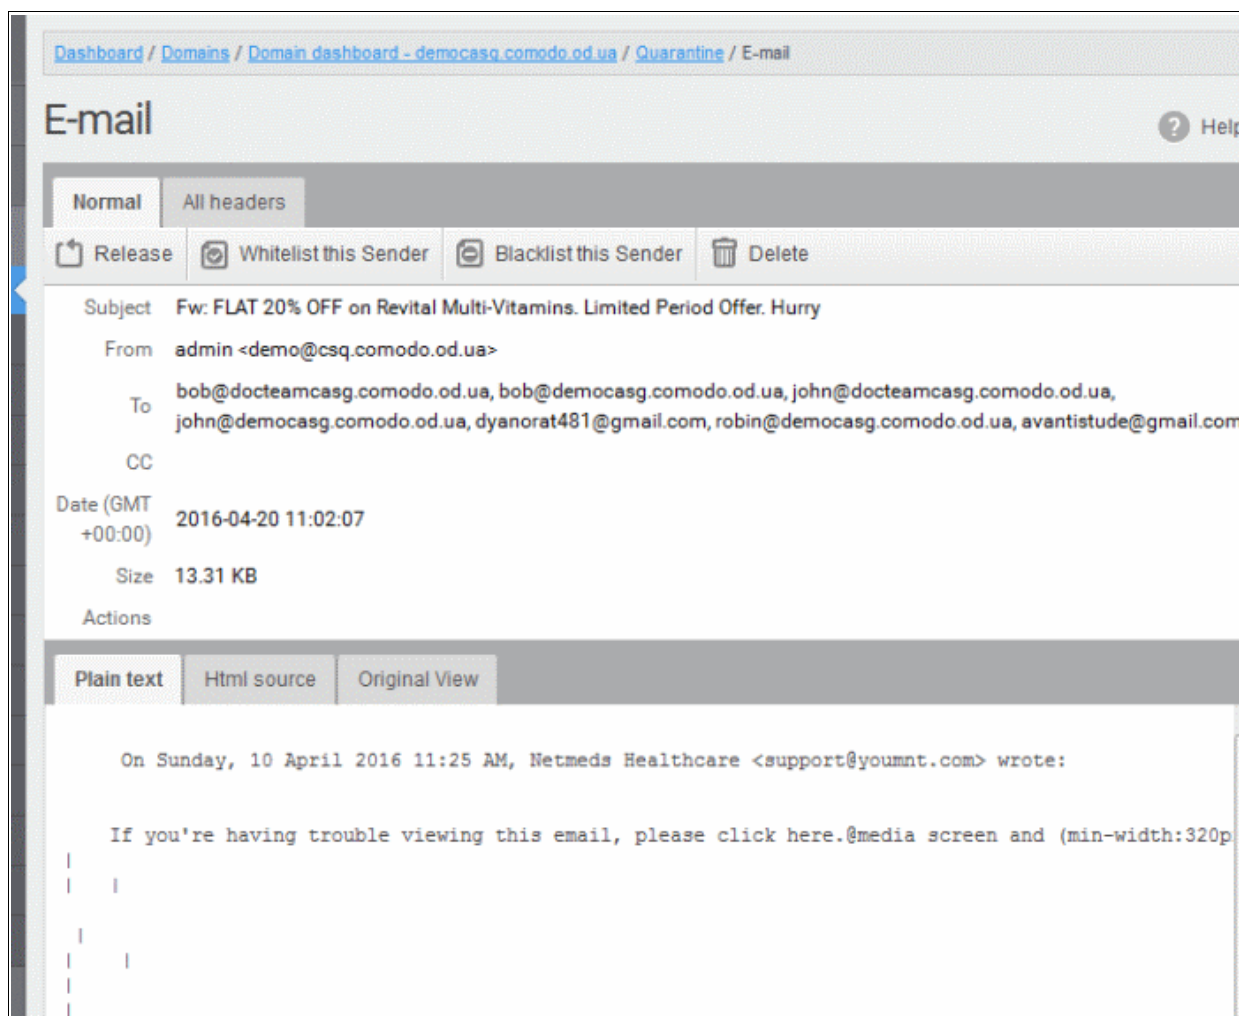 Dashboard / Domains / Domain dashboard - democasg.comodo.od.ua / Quarantine / E-mail
E-mail
Help
Normal All headers
Release Whitelist this Sender Blacklist this Sender Delete
Subject Fw: FLAT 20% OFF on Revital Multi-Vitamins. Limited Period Offer. Hurry
From admin <demo@csq.comodo.od.ua>
To bob@docteamcasg.comodo.od.ua, bob@democasg.comodo.od.ua, john@docteamcasg.comodo.od.ua,
john@democasg.comodo.od.ua, dyanorat481@gmail.com, robin@democasg.comodo.od.ua, avantistude@gmail.com
CC
Date (GMT
+00:00) 2016-04-20 11:02:07
Size 13.31 KB
Actions
Plain text Html source Original View
On Sunday, 10 April 2016 11:25 AM, Netmeds Healthcare <support@youmnt.com> wrote:
If you're having trouble viewing this email, please click here.@media screen and (min-width:320p
|
| |
|
| |
|
|